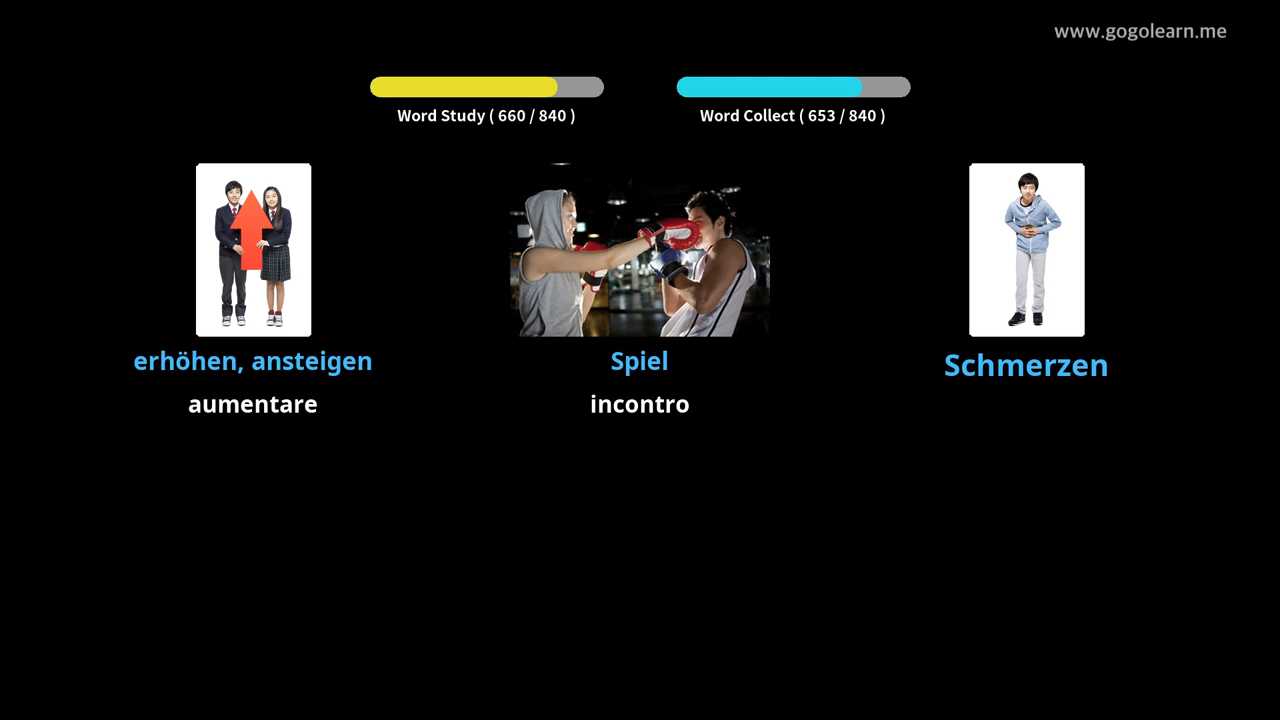 www.gogolearn.me
Word Study ( 660 / 840 )
Word Collect ( 653 / 840 )
erhöhen, ansteigen
aumentare
Spiel
incontro
Schmerzen